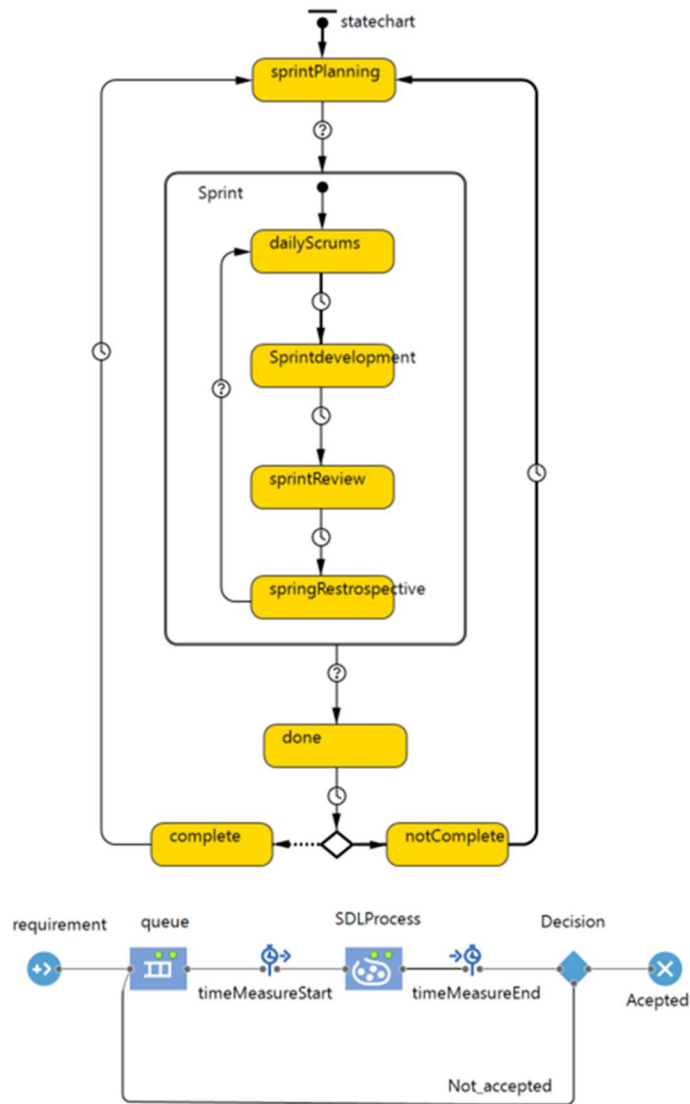 statechart
sprintPlanning
?
Sprint
dailyScrums
Sprintdevelopment
?
sprintReview
springRestrospective
?
done
complete
notComplete
requirement
queue
SDLProcess
Decision
timeMeasureStart
timeMeasureEnd
Acepted
Not_accepted